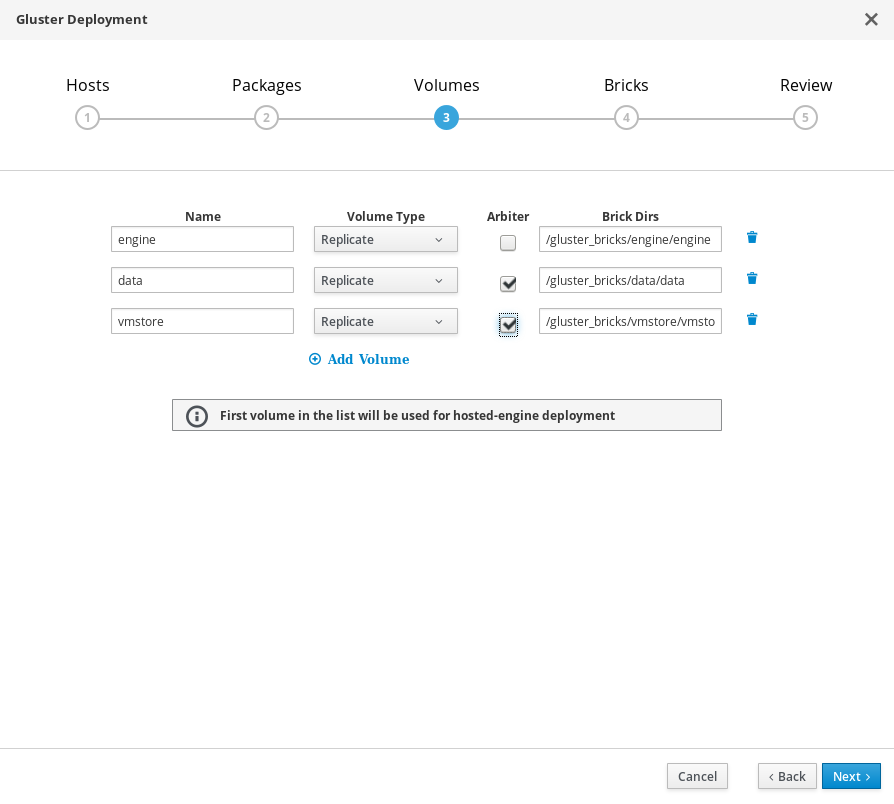 Gluster Deployment
Hosts Packages Volumes Bricks Review
1 2 3 4 5
Name Volume Type Arbiter Brick Dirs
engine Replicate /gluster_bricks/engine/engine
data Replicate /gluster_bricks/data/data
vmstore Replicate /gluster_bricks/vmstore/vmsto
Add Volume
First volume in the list will be used for hosted-engine deployment
Cancel ‹ Back Next ›